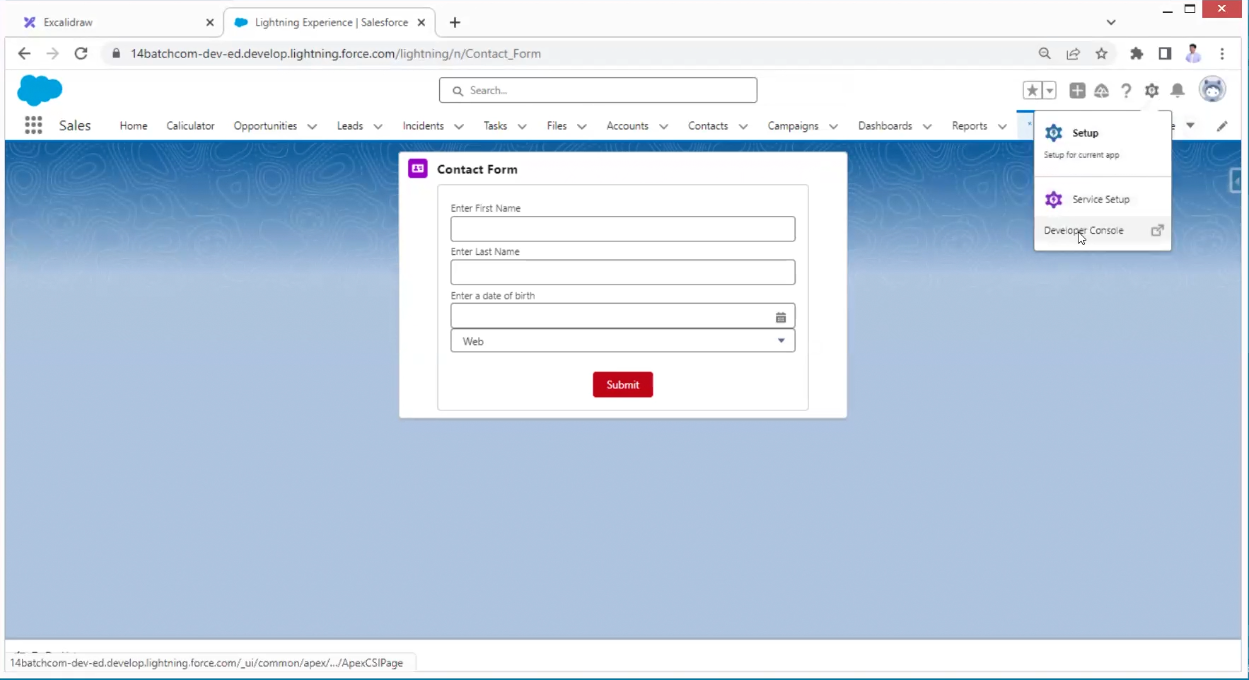 Excalidraw
Lightning Experience | Salesforce
14batchcom-dev-ed.develop.lightning.force.com/lightning/n/Contact_Form
Search...
Sales Home Calculator Opportunities Leads Incidents Tasks Files Accounts Contacts Campaigns Dashboards Reports * e
Setup
Setup for current app
Service Setup
Developer Console
Contact Form
Enter First Name
Enter Last Name
Enter a date of birth
Web
Submit
14batchcom-dev-ed.develop.lightning.force.com/_ui/common/apex/.../ApexCSIPage